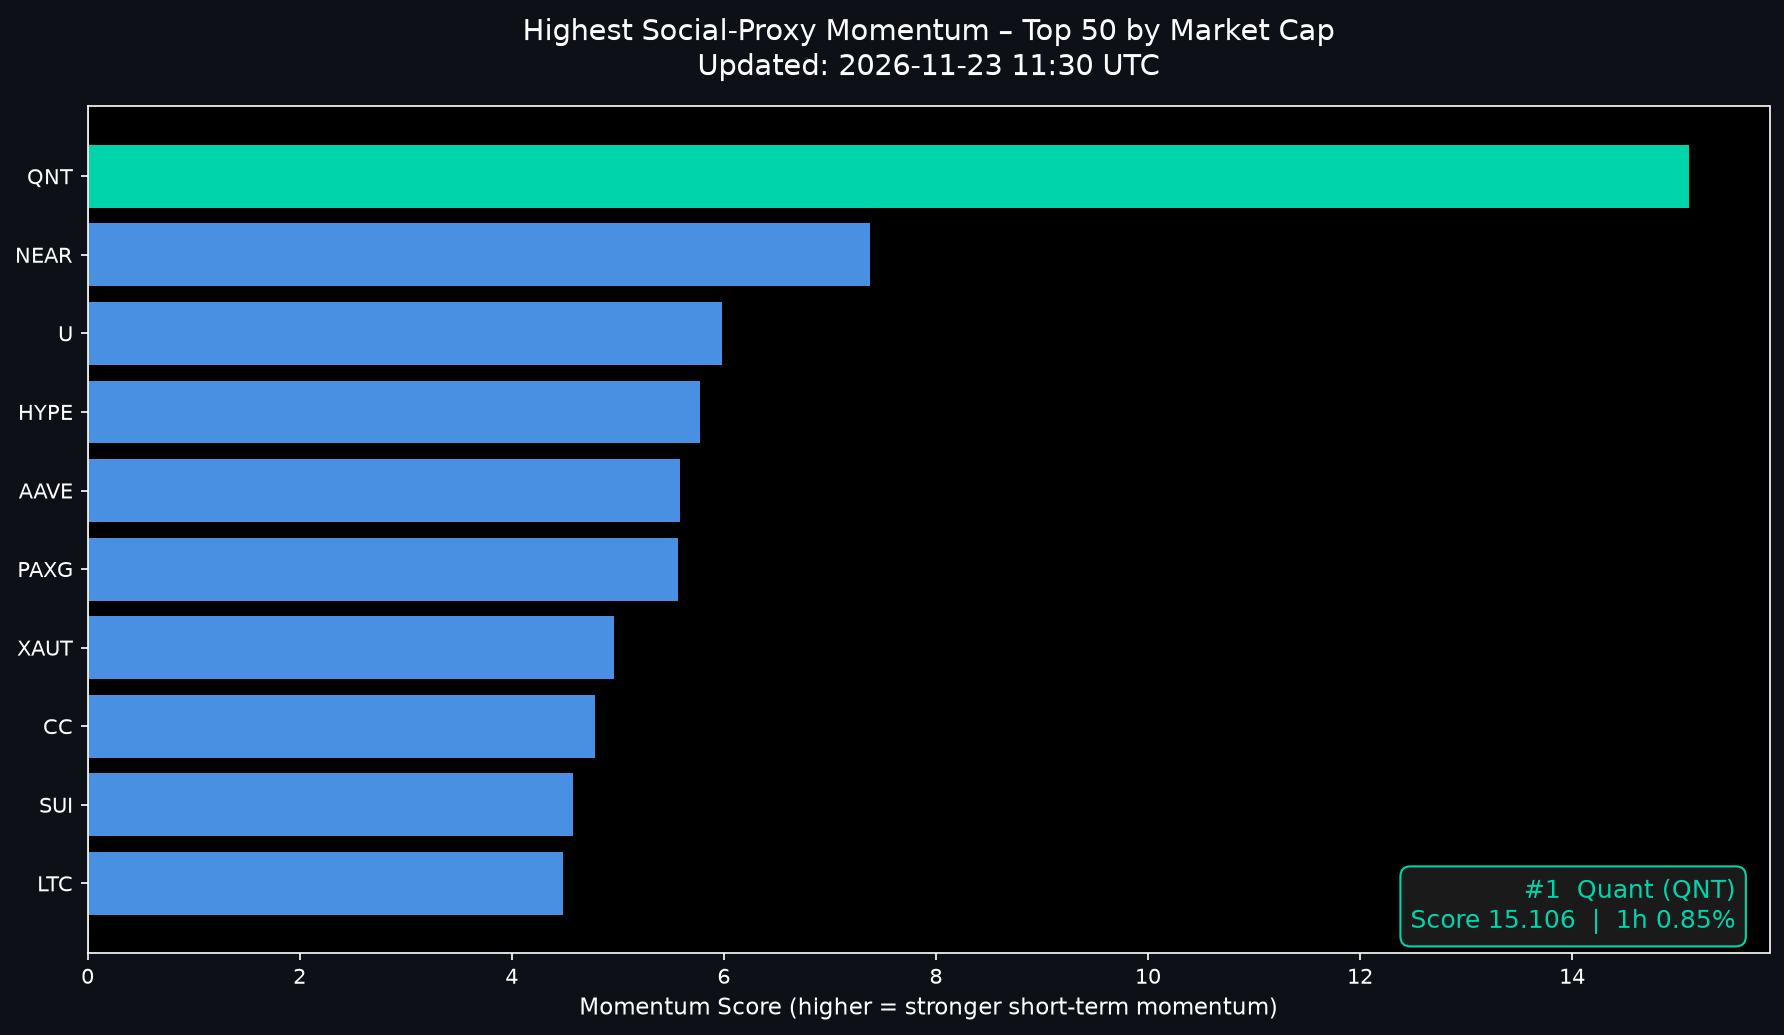 Highest Social-Proxy Momentum – Top 50 by Market Cap
Updated: 2026-11-23 11:30 UTC
QNT
NEAR
U
HYPE
AAVE
PAXG
XAUT
CC
SUI
LTC
#1  Quant (QNT)
Score 15.106  |  1h 0.85%
0 2 4 6 8 10 12 14
Momentum Score (higher = stronger short-term momentum)